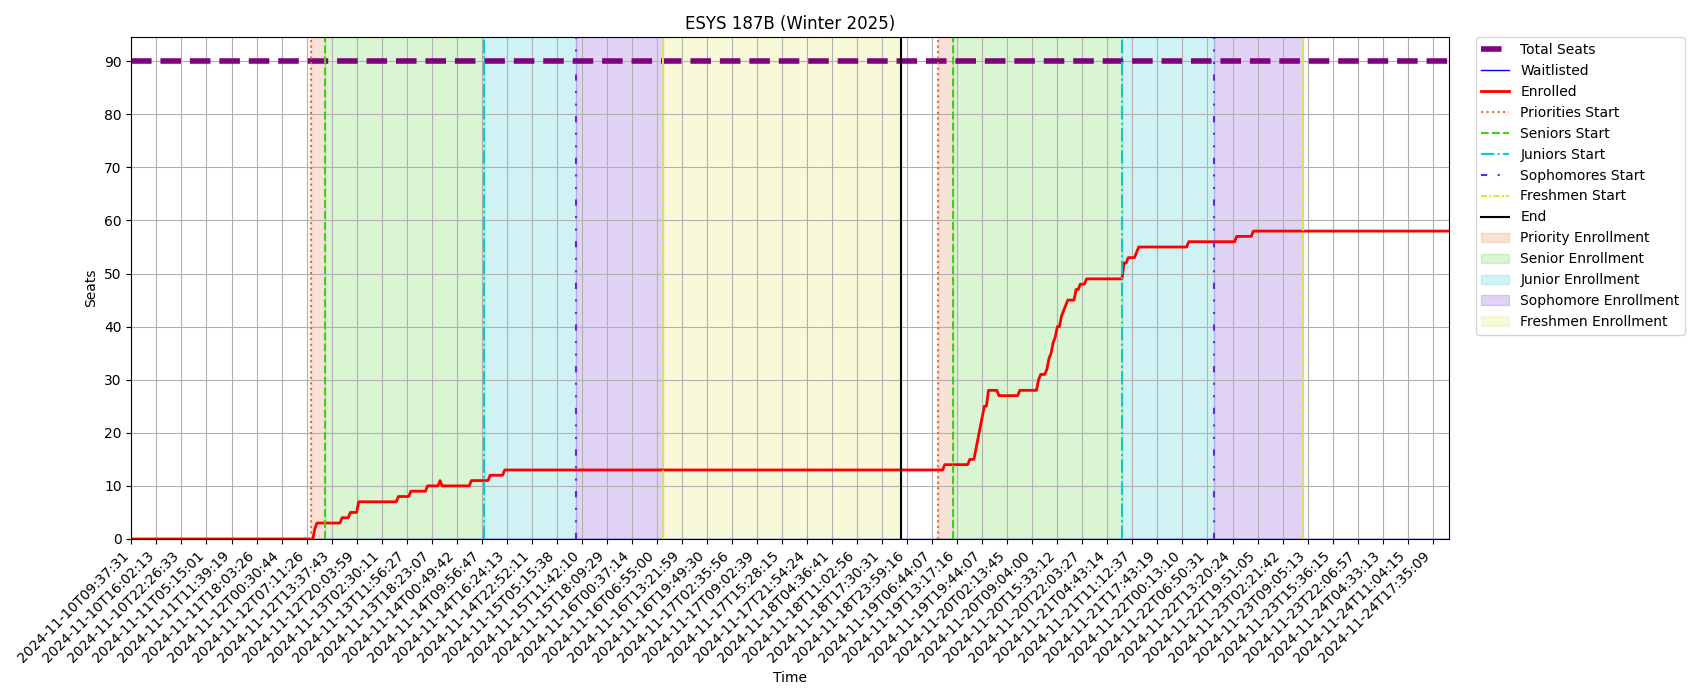 ESYS 187B (Winter 2025)
Seats
90
80
70
60
50
40
30
20
10
0
2024-11-10T09:37:31
2024-11-10T16:02:13
2024-11-10T22:26:33
2024-11-11T05:15:01
2024-11-11T11:39:19
2024-11-11T18:03:26
2024-11-12T00:30:44
2024-11-12T07:11:26
2024-11-12T13:37:43
2024-11-12T20:03:59
2024-11-13T02:30:11
2024-11-13T11:56:27
2024-11-13T18:23:07
2024-11-14T00:49:42
2024-11-14T09:56:47
2024-11-14T16:24:13
2024-11-14T22:52:11
2024-11-15T05:15:38
2024-11-15T11:42:10
2024-11-15T18:09:29
2024-11-16T00:37:14
2024-11-16T06:55:00
2024-11-16T13:21:59
2024-11-16T19:49:30
2024-11-17T02:35:56
2024-11-17T09:02:39
2024-11-17T15:28:15
2024-11-17T21:54:24
2024-11-18T04:36:41
2024-11-18T11:02:56
2024-11-18T17:30:31
2024-11-18T23:59:16
2024-11-19T06:44:07
2024-11-19T13:17:16
2024-11-19T19:44:07
2024-11-20T02:13:45
2024-11-20T09:04:00
2024-11-20T15:33:12
2024-11-20T22:03:27
2024-11-21T04:43:14
2024-11-21T11:12:37
2024-11-21T17:43:19
2024-11-22T00:13:10
2024-11-22T06:50:31
2024-11-22T13:20:24
2024-11-22T19:51:05
2024-11-23T02:21:42
2024-11-23T09:05:13
2024-11-23T15:36:15
2024-11-23T22:06:57
2024-11-24T04:33:13
2024-11-24T11:04:15
2024-11-24T17:35:09
Time
Total Seats
Waitlisted
Enrolled
Priorities Start
Seniors Start
Juniors Start
Sophomores Start
Freshmen Start
End
Priority Enrollment
Senior Enrollment
Junior Enrollment
Sophomore Enrollment
Freshmen Enrollment